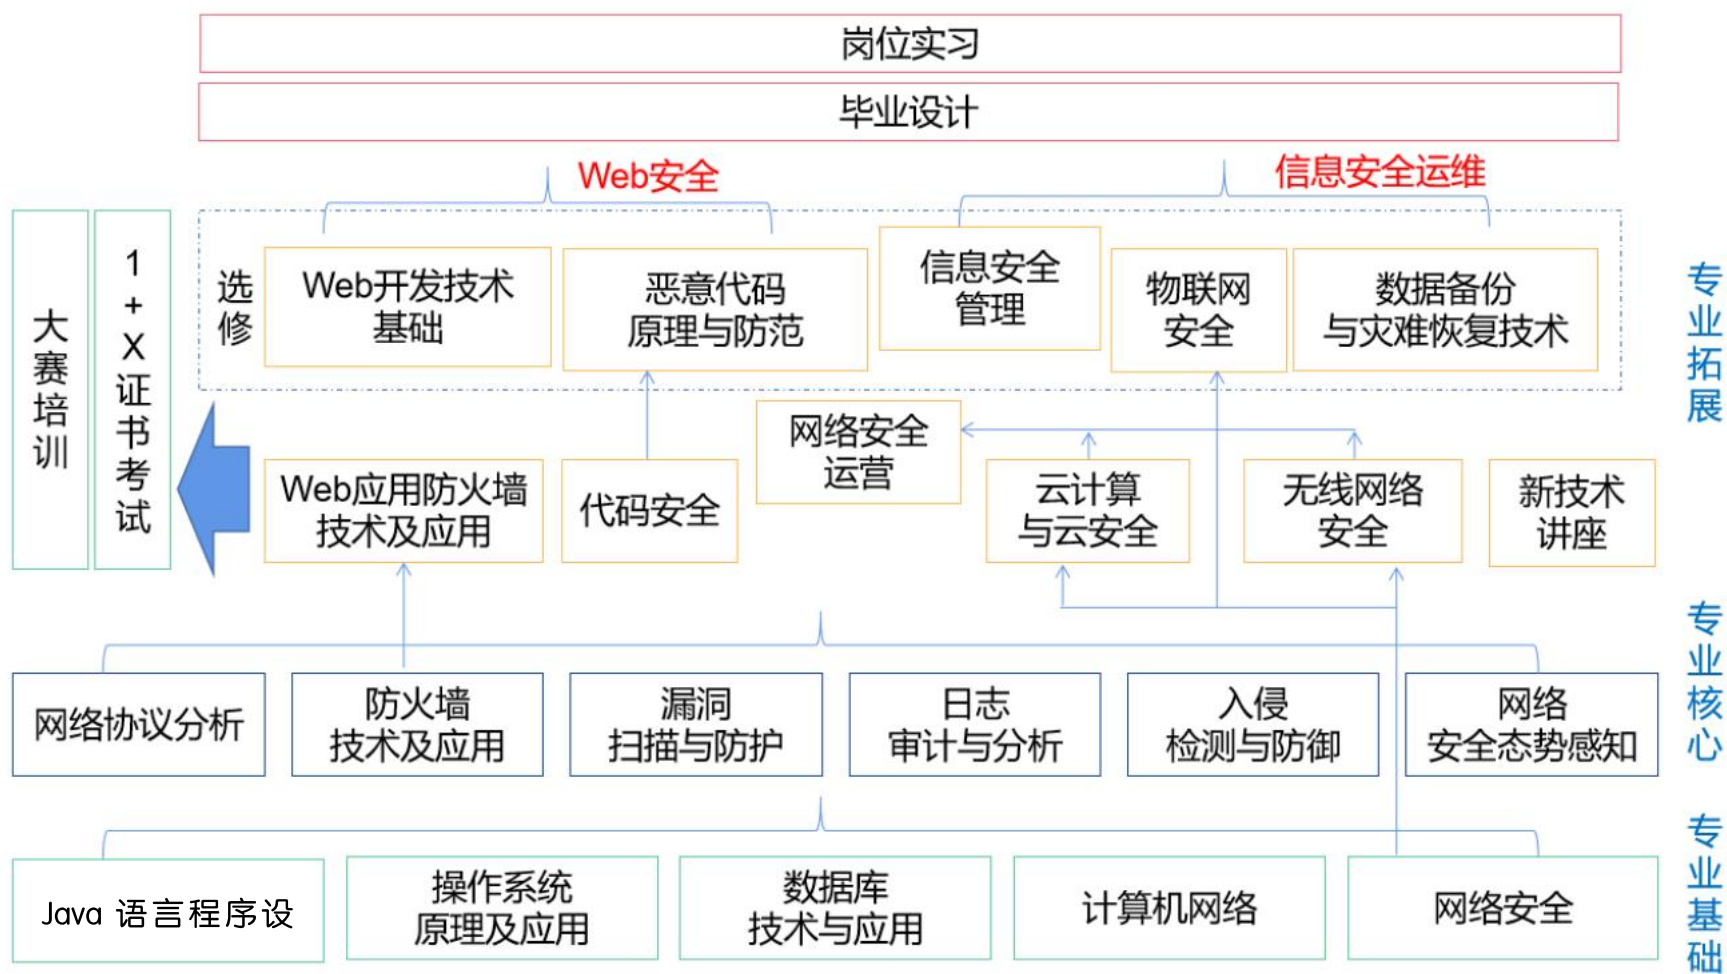 岗位实习
毕业设计
Web安全
信息安全运维
大赛培训
1+X证书考试
选修
Web开发技术
基础
恶意代码
原理与防范
信息安全
管理
物联网
安全
数据备份
与灾难恢复技术
专业拓展
Web应用防火墙
技术及应用
代码安全
网络安全
运营
云计算
与云安全
无线网络
安全
新技术
讲座
网络协议分析
防火墙
技术及应用
漏洞
扫描与防护
日志
审计与分析
入侵
检测与防御
网络
安全态势感知
专业核心
Java 语言程序设
操作系统
原理及应用
数据库
技术与应用
计算机网络
网络安全
专业基础